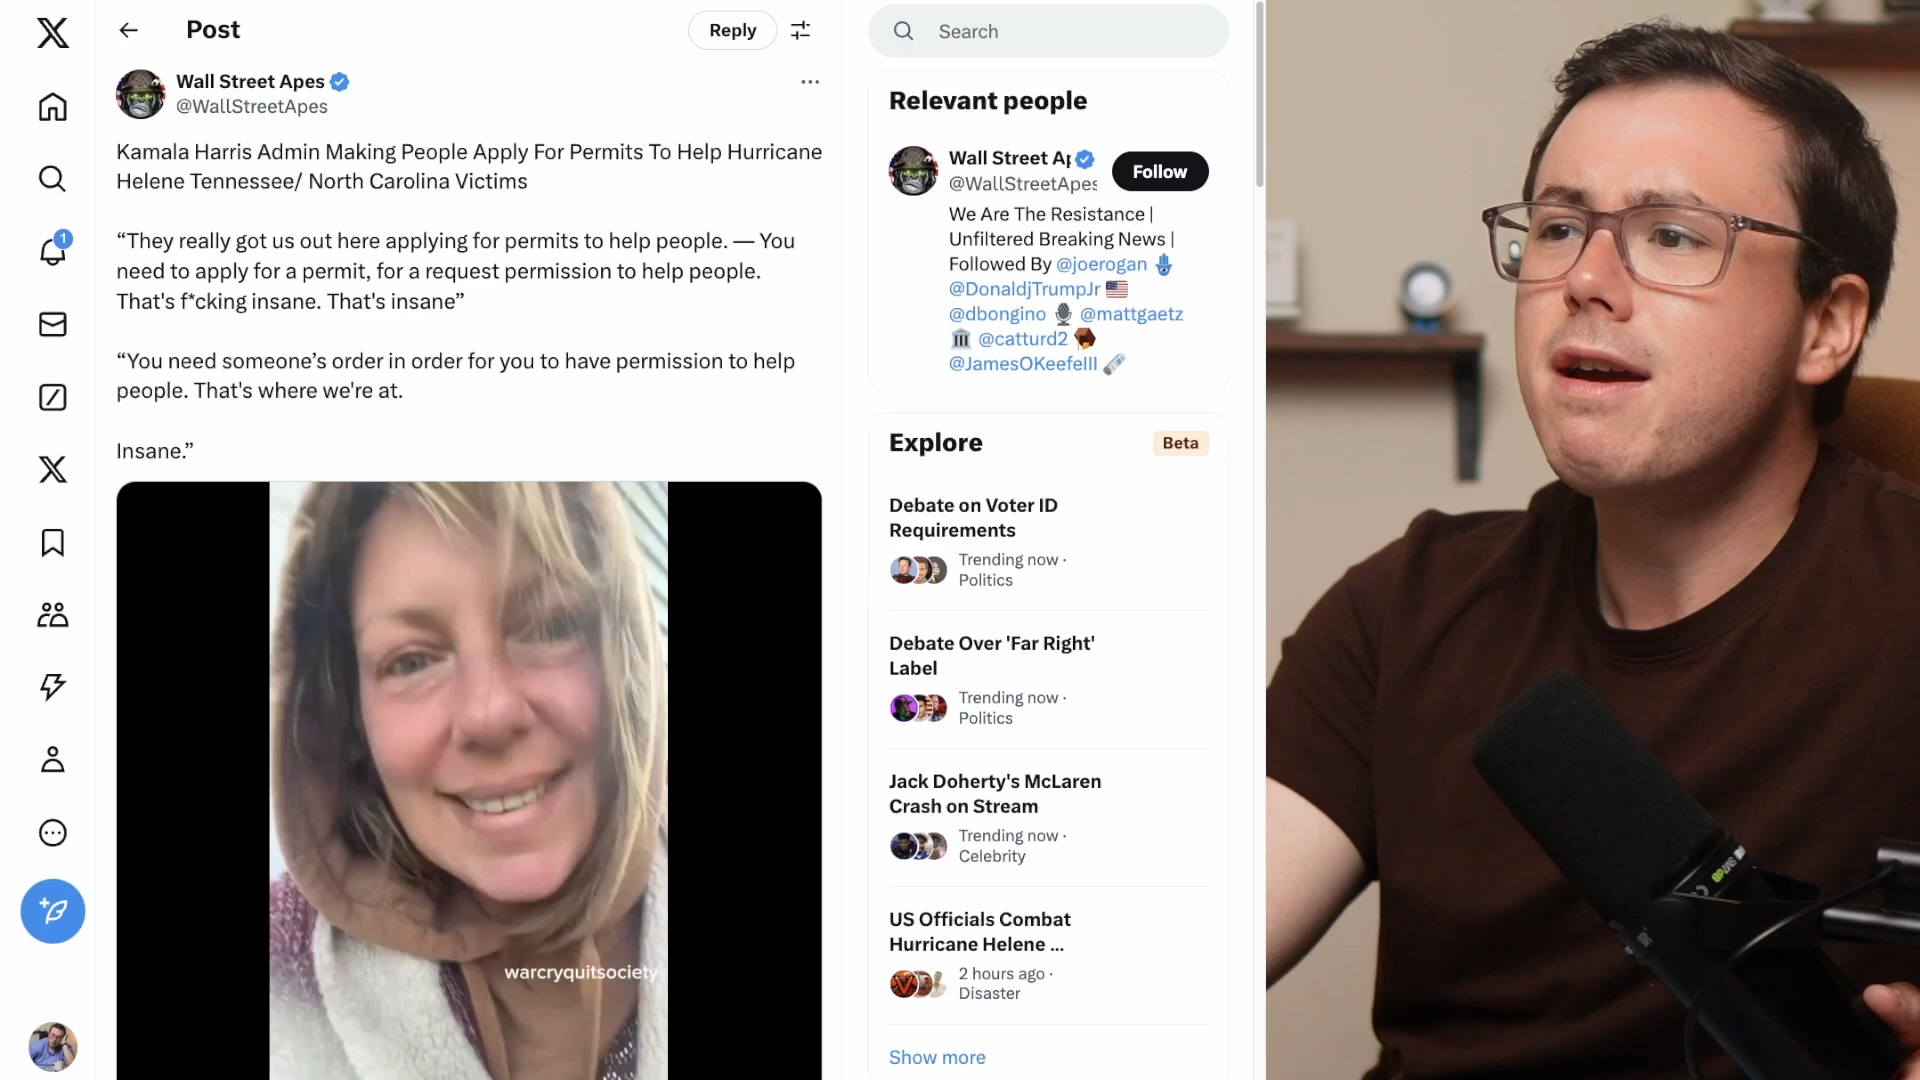 Post
Reply
Wall Street Apes
@WallStreetApes
Kamala Harris Admin Making People Apply For Permits To Help Hurricane
Helene Tennessee/ North Carolina Victims
“They really got us out here applying for permits to help people. — You
need to apply for a permit, for a request permission to help people.
That's f*cking insane. That's insane”
“You need someone’s order in order for you to have permission to help
people. That's where we're at.
Insane.”
warcryquitsociety
1
Search
Relevant people
Wall Street Ap
@WallStreetApes
Follow
We Are The Resistance |
Unfiltered Breaking News |
Followed By @joerogan
@DonaldjTrumpJr
@dbongino @mattgaetz
@catturd2
@JamesOKeefeIII
Explore
Beta
Debate on Voter ID
Requirements
Trending now ·
Politics
Debate Over 'Far Right'
Label
Trending now ·
Politics
Jack Doherty's McLaren
Crash on Stream
Trending now ·
Celebrity
US Officials Combat
Hurricane Helene ...
2 hours ago ·
Disaster
Show more